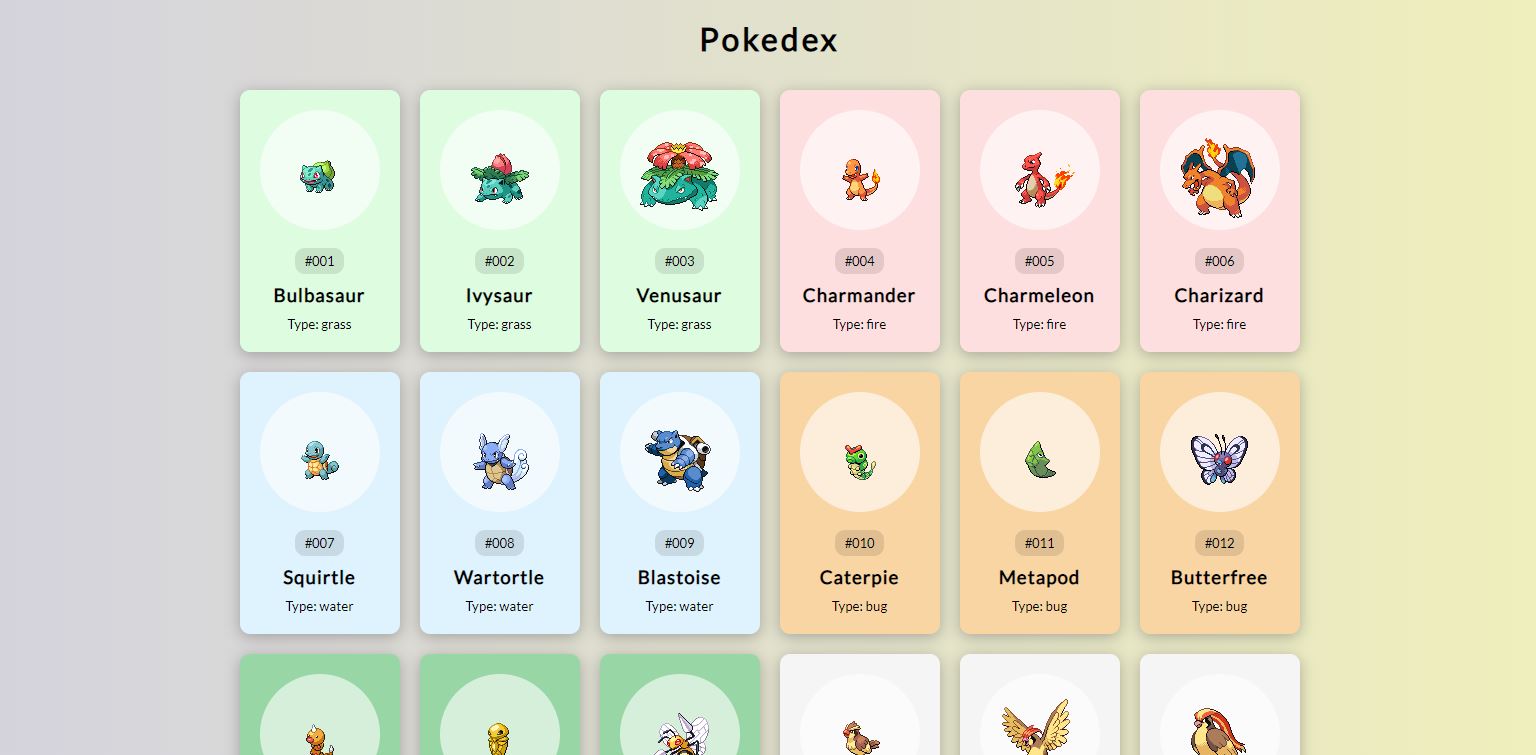 Pokedex
#001
Bulbasaur
Type: grass
#002
Ivysaur
Type: grass
#003
Venusaur
Type: grass
#004
Charmander
Type: fire
#005
Charmeleon
Type: fire
#006
Charizard
Type: fire
#007
Squirtle
Type: water
#008
Wartortle
Type: water
#009
Blastoise
Type: water
#010
Caterpie
Type: bug
#011
Metapod
Type: bug
#012
Butterfree
Type: bug